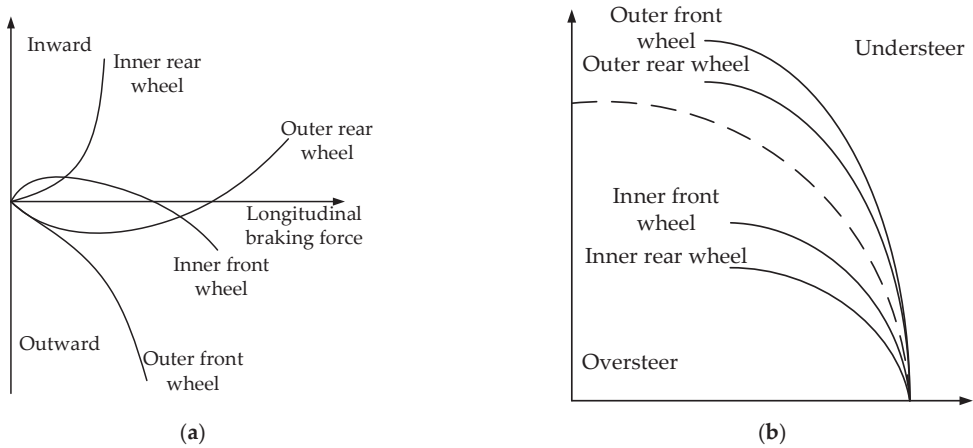 Inward
Inner rear
wheel
Outer rear
wheel
Longitudinal
braking force
Inner front
wheel
Outward
Outer front
wheel
(a)
Outer front
wheel
Understeer
Outer rear wheel
Inner front
wheel
Inner rear wheel
Oversteer
(b)